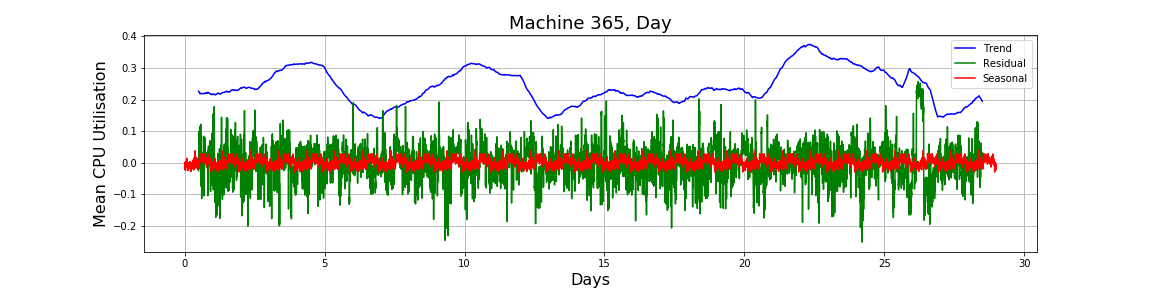 Machine 365, Day
Mean CPU Utilisation
0.4
0.3
0.2
0.1
0.0
−0.1
−0.2
Trend
Residual
Seasonal
0 5 10 15 20 25 30
Days